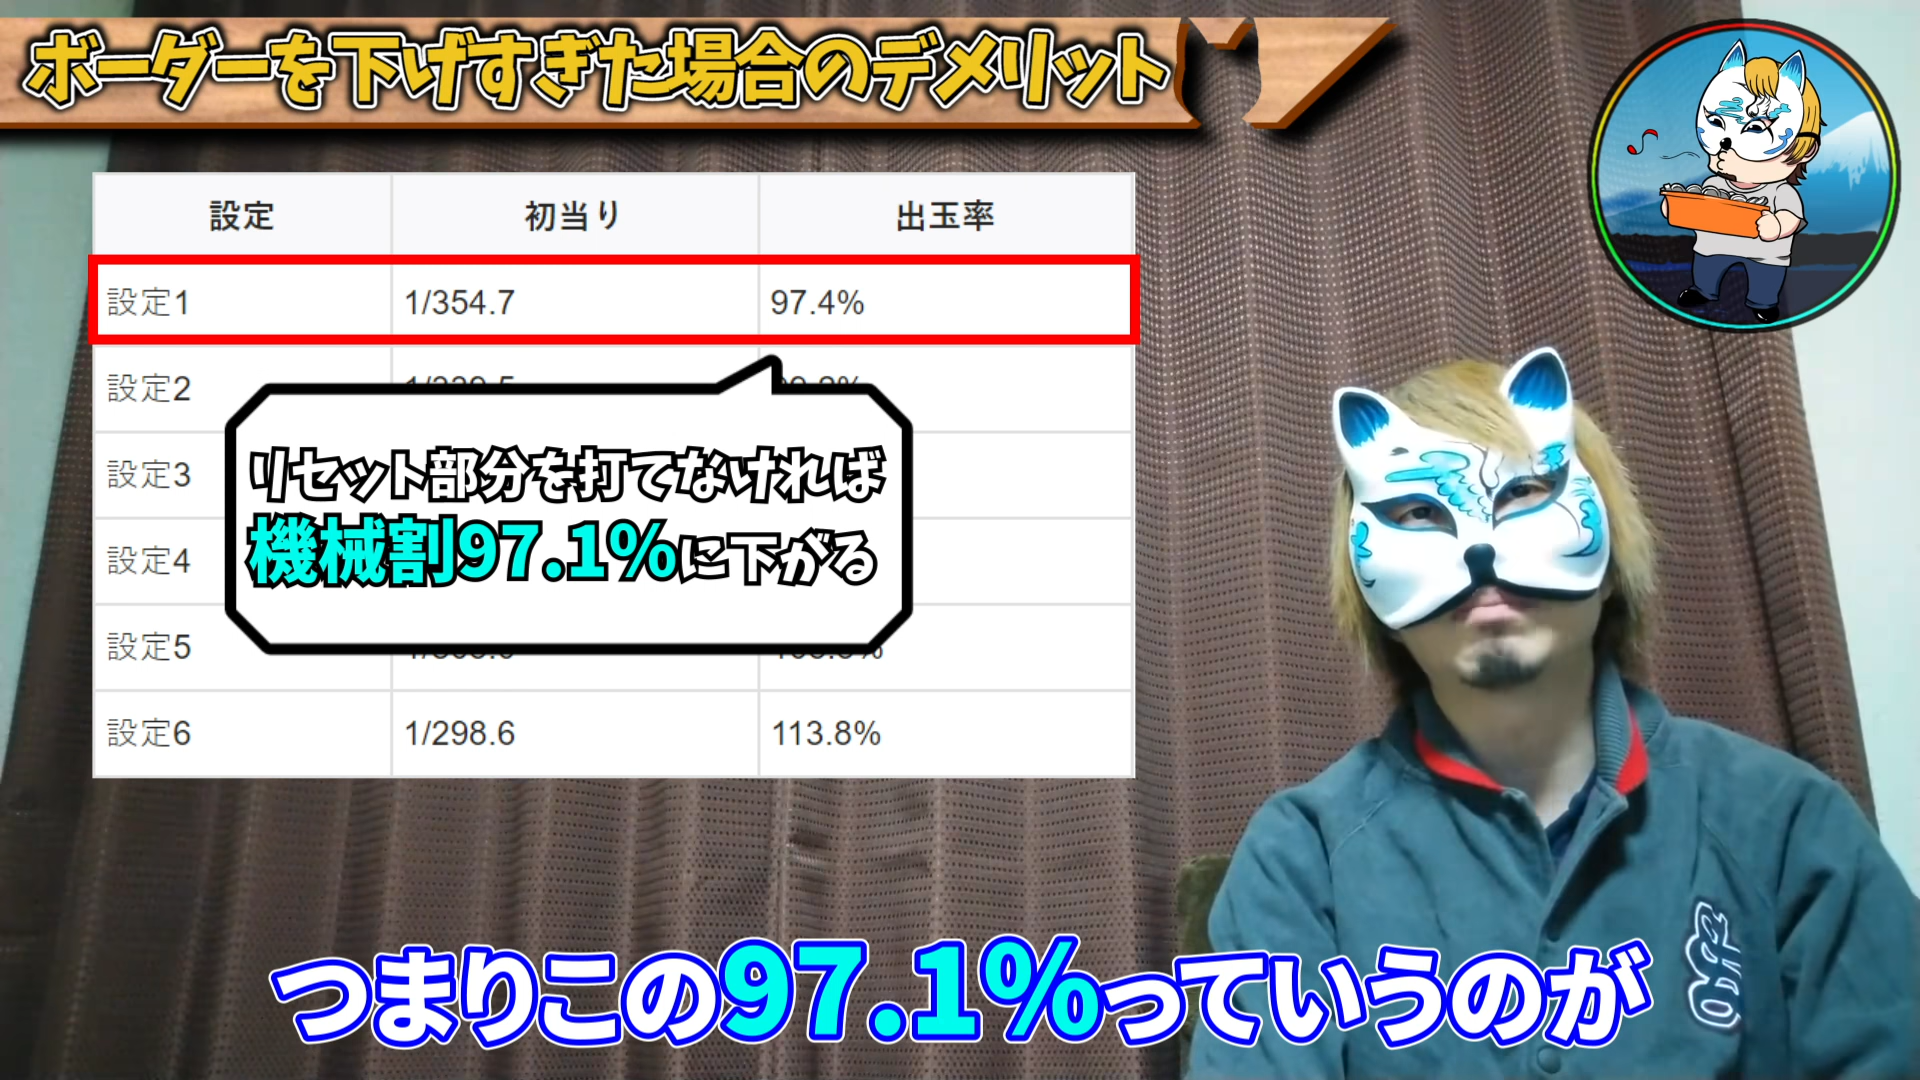 ボーダーを下げすぎた場合のデメリット
設定 初当り 出玉率
設定1 1/354.7 97.4%
設定2
設定3
リセット部分を打てなければ
設定4
機械割97.1%に下がる
設定5
設定6 1/298.6 113.8%
つまりこの97.1%っていうのが